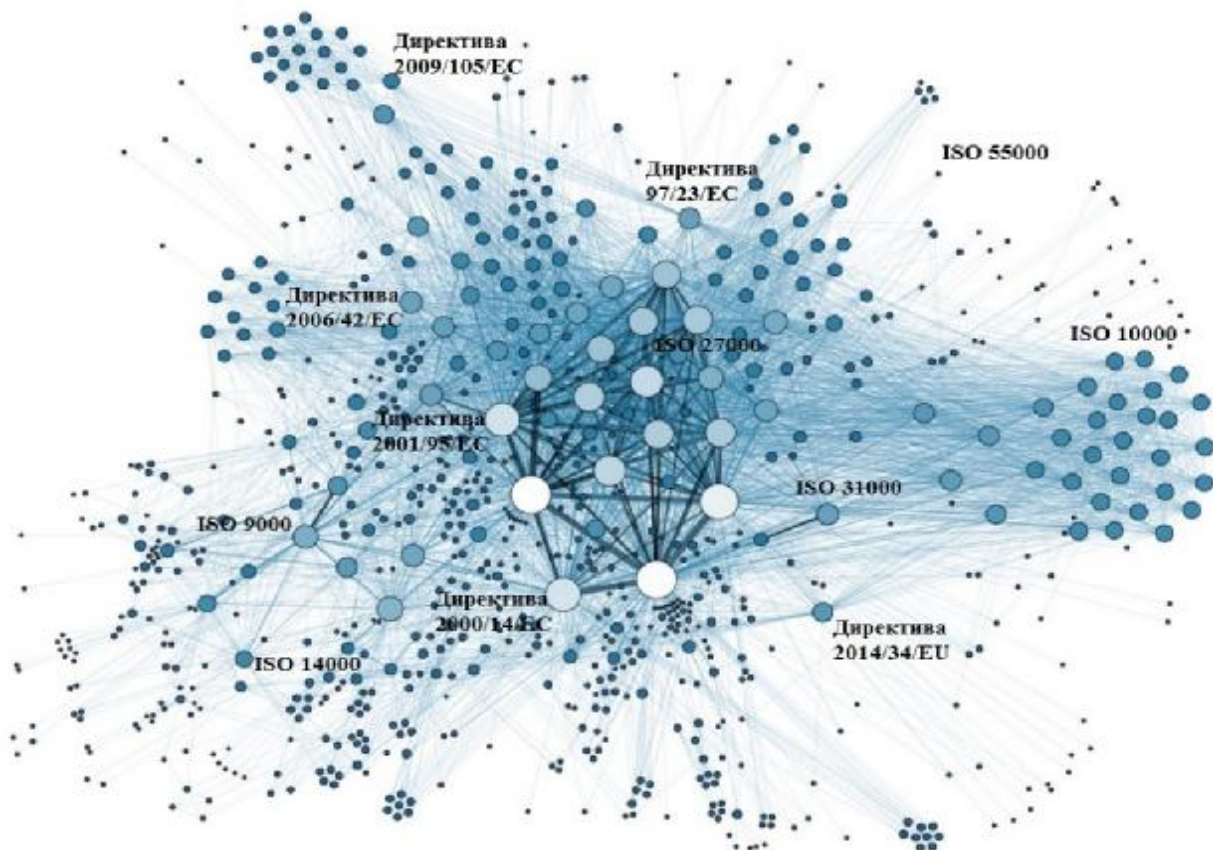 Директива
2009/105/EC
ISO 55000
Директива
97/23/EC
Директива
2006/42/EC
ISO 10000
ISO 27000
Директива
2001/95/EC
ISO 31000
ISO 9000
Директива
2000/14/EC
Директива
2014/34/EU
ISO 14000